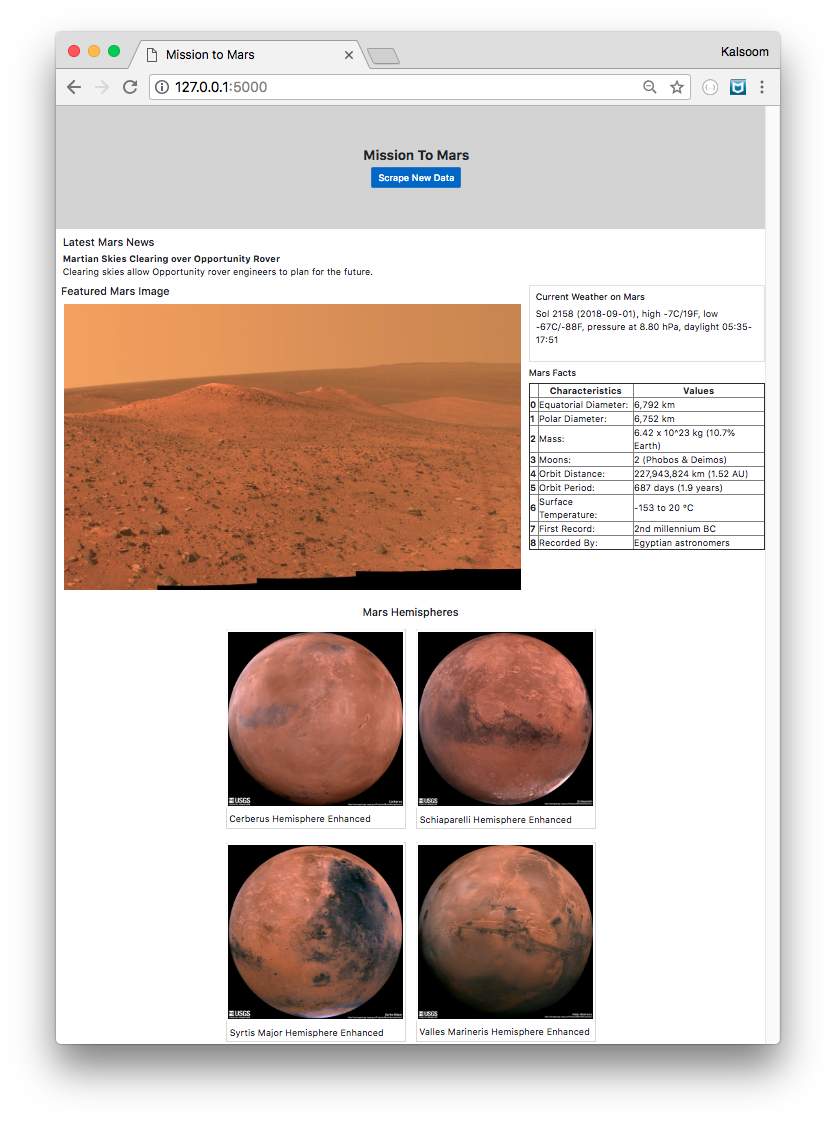 Mission to Mars
Kalsoom
127.0.0.1:5000
Mission To Mars
Scrape New Data
Latest Mars News
Martian Skies Clearing over Opportunity Rover
Clearing skies allow Opportunity rover engineers to plan for the future.
Featured Mars Image
Current Weather on Mars
Sol 2158 (2018-09-01), high -7C/19F, low
-67C/-88F, pressure at 8.80 hPa, daylight 05:35-
17:51
Mars Facts
Characteristics Values
0 Equatorial Diameter: 6,792 km
1 Polar Diameter: 6,752 km
2 Mass: 6.42 x 10^23 kg (10.7%
Earth)
3 Moons: 2 (Phobos & Deimos)
4 Orbit Distance: 227,943,824 km (1.52 AU)
5 Orbit Period: 687 days (1.9 years)
6 Surface
Temperature: -153 to 20 °C
7 First Record: 2nd millennium BC
8 Recorded By: Egyptian astronomers
Mars Hemispheres
USGS
USGS
Cerberus Hemisphere Enhanced
Schiaparelli Hemisphere Enhanced
USGS
USGS
Syrtis Major Hemisphere Enhanced
Valles Marineris Hemisphere Enhanced